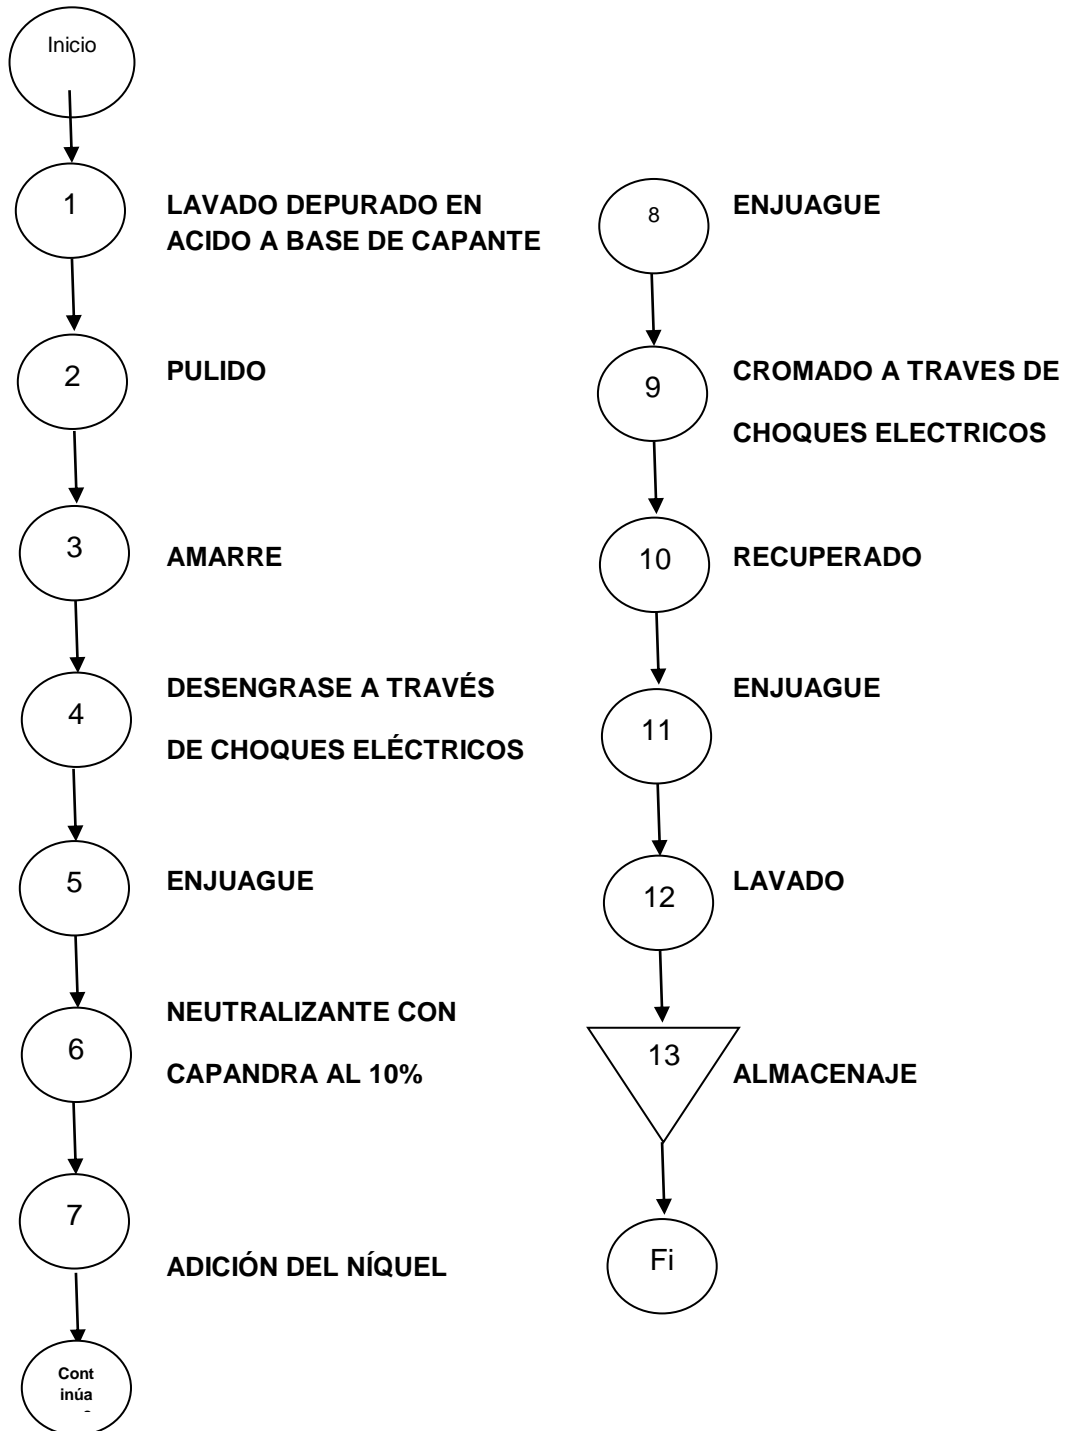 Inicio
1
LAVADO DEPURADO EN
ACIDO A BASE DE CAPANTE
2
PULIDO
3
AMARRE
4
DESENGRASE A TRAVÉS
DE CHOQUES ELÉCTRICOS
5
ENJUAGUE
6
NEUTRALIZANTE CON
CAPANDRA AL 10%
7
ADICIÓN DEL NÍQUEL
Cont
inúa
8
ENJUAGUE
9
CROMADO A TRAVES DE
CHOQUES ELECTRICOS
10
RECUPERADO
11
ENJUAGUE
12
LAVADO
13
ALMACENAJE
Fi